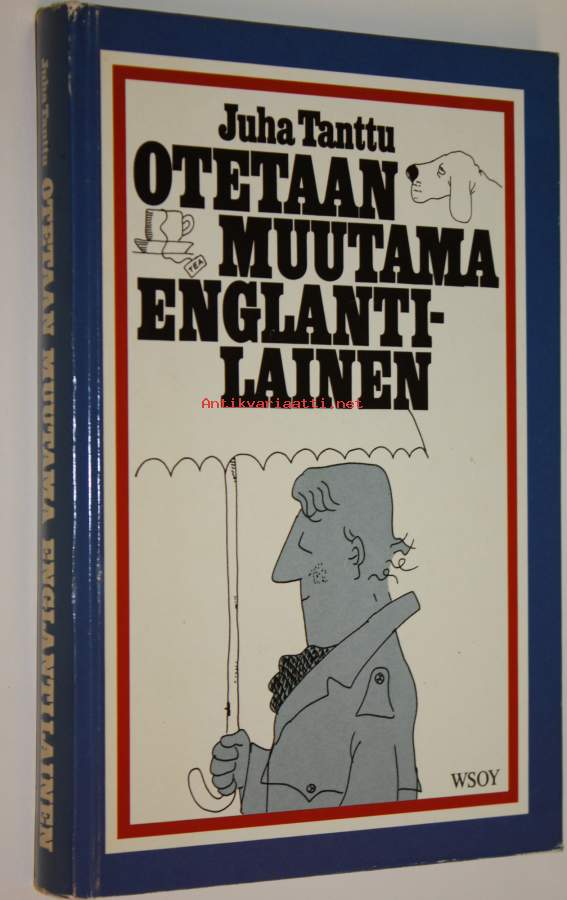 Juha Tanttu
OTETAAN
MUUTAMA
ENGLANTI-
LAINEN
TEA
Antikvariaatti.net
WSOY
Juha Tanttu OTETAAN MUUTAMA ENGLANTILAINEN